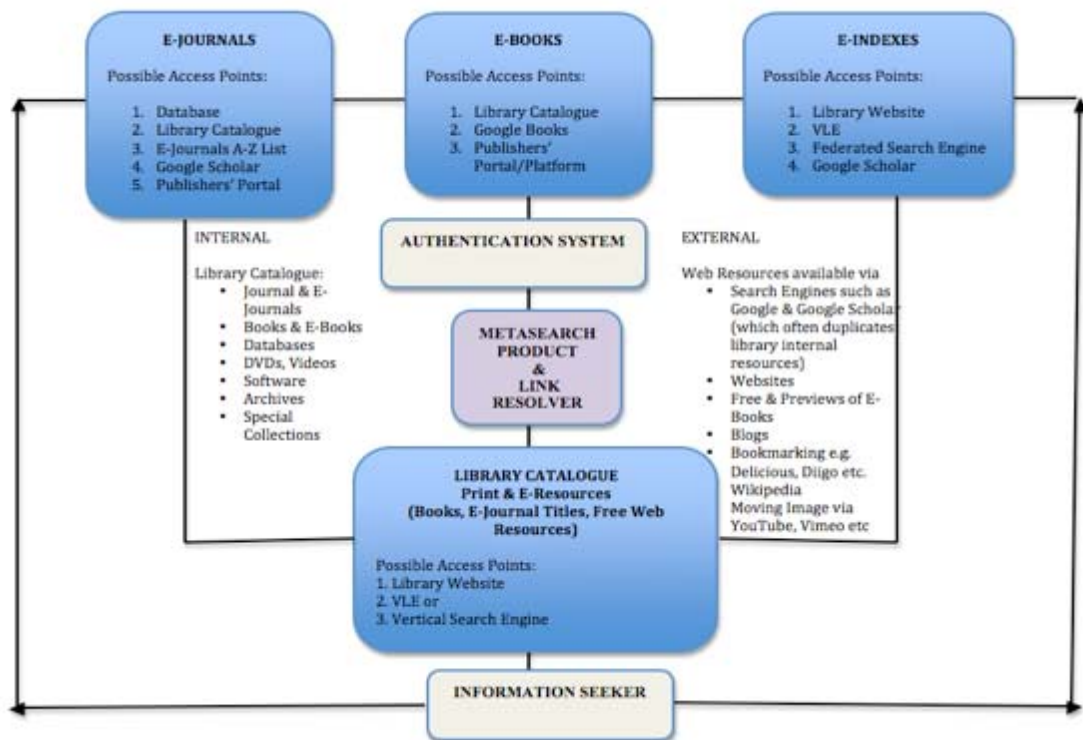 E-JOURNALS
Possible Access Points:
1. Database
2. Library Catalogue
3. E-Journals A-Z List
4. Google Scholar
5. Publishers' Portal
E-BOOKS
Possible Access Points:
1. Library Catalogue
2. Google Books
3. Publishers'
Portal/Platform
E-INDEXES
Possible Access Points:
1. Library Website
2. VLE
3. Federated Search Engine
4. Google Scholar
INTERNAL
Library Catalogue:
• Journal & E-
Journals
• Books & E-Books
• Databases
• DVDs, Videos
• Software
• Archives
• Special
Collections
AUTHENTICATION SYSTEM
METASEARCH
PRODUCT
&
LINK
RESOLVER
EXTERNAL
Web Resources available via
• Search Engines such as
Google & Google Scholar
(which often duplicates
library internal
resources)
• Websites
• Free & Previews of E-
Books
• Blogs
• Bookmarking e.g.
Delicious, Diigo etc.
Wikipedia
Moving Image via
YouTube, Vimeo etc
LIBRARY CATALOGUE
Print & E-Resources
(Books, E-Journal Titles, Free Web
Resources)
Possible Access Points:
1. Library Website
2. VLE or
3. Vertical Search Engine
INFORMATION SEEKER